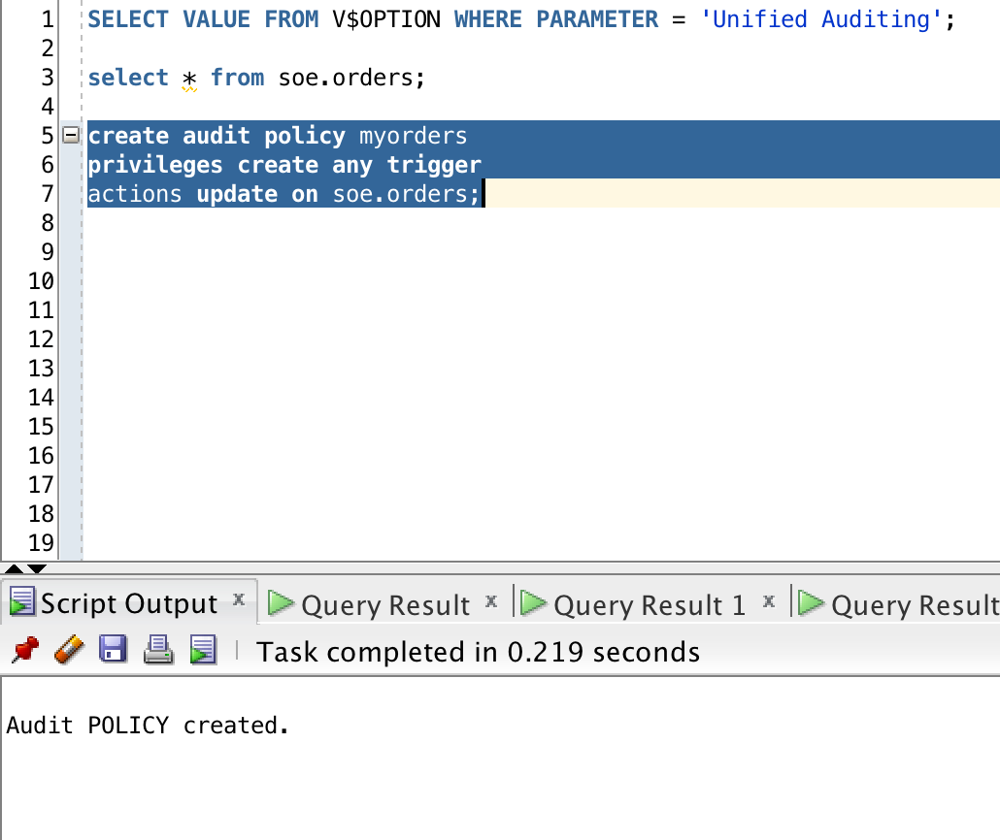 1 SELECT VALUE FROM V$OPTION WHERE PARAMETER = 'Unified Auditing';
2
3 select * from soe.orders;
4
5 create audit policy myorders
6 privileges create any trigger
7 actions update on soe.orders;
8
9
10
11
12
13
14
15
16
17
18
19
Script Output x Query Result x Query Result 1 x Query Result
Task completed in 0.219 seconds
Audit POLICY created.